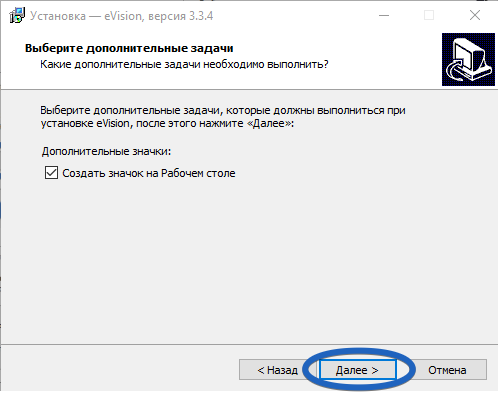 Установка — eVision, версия 3.3.4
Выберите дополнительные задачи
Какие дополнительные задачи необходимо выполнить?
Выберите дополнительные задачи, которые должны выполниться при
установке eVision, после этого нажмите «Далее»:
Дополнительные значки:
Создать значок на Рабочем столе
< Назад
Далее >
Отмена